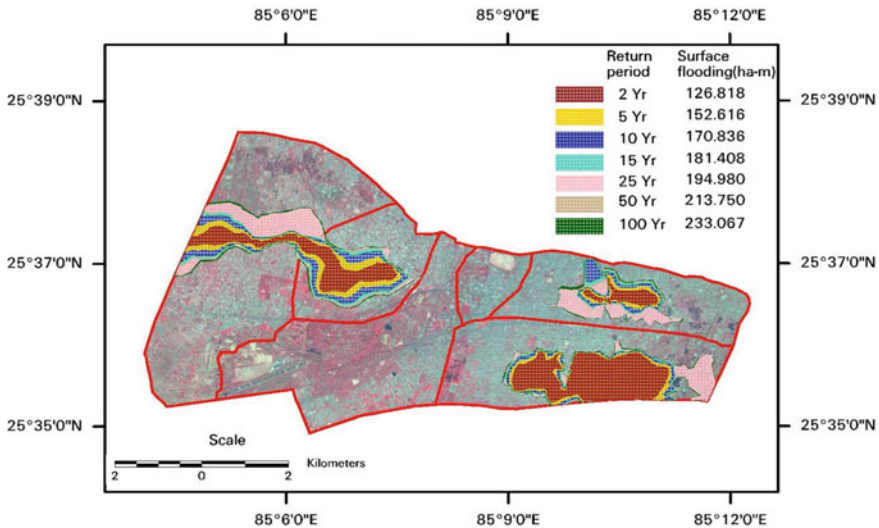 85°6'0"E 85°9'0"E 85°12'0"E
Return period Surface flooding(ha-m)
2 Yr 126.818
5 Yr 152.616
10 Yr 170.836
15 Yr 181.408
25 Yr 194.980
50 Yr 213.750
100 Yr 233.067
25°39'0"N 25°39'0"N
25°37'0"N 25°37'0"N
25°35'0"N 25°35'0"N
Scale
2 0 2 Kilometers
85°6'0"E 85°9'0"E 85°12'0"E